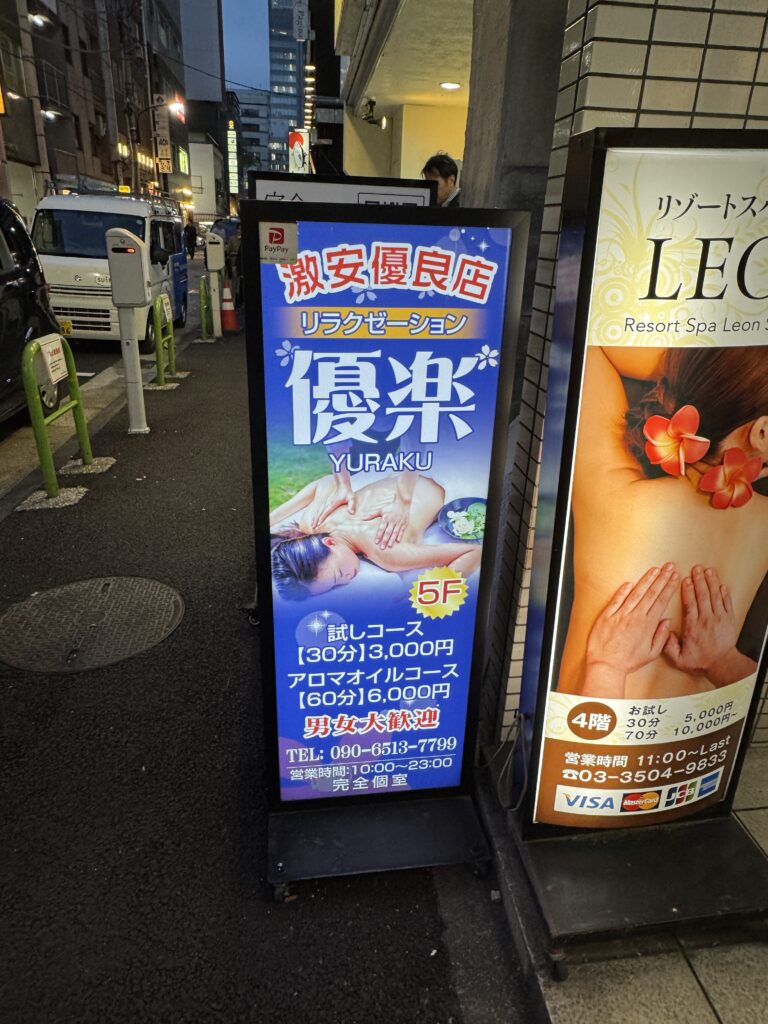 PayPay
激安優良店
リラクゼーション
優楽
YURAKU
5F
試しコース
【30分】3,000円
アロマオイルコース
【60分】6,000円
男女大歓迎
TEL: 090-6513-7799
営業時間:10:00～23:00
完全個室
リゾートスパ
LEO
Resort Spa Leon S
4階
お試し
30分 5,000円
70分 10,000円～
営業時間 11:00～Last
☎03-3504-9833
VISA
MasterCard
JCB